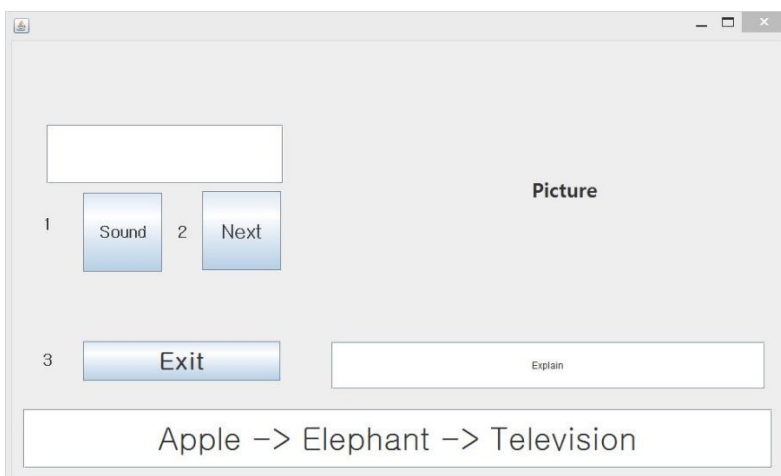 Picture
1 Sound 2 Next
3 Exit
Explain
Apple -> Elephant -> Television